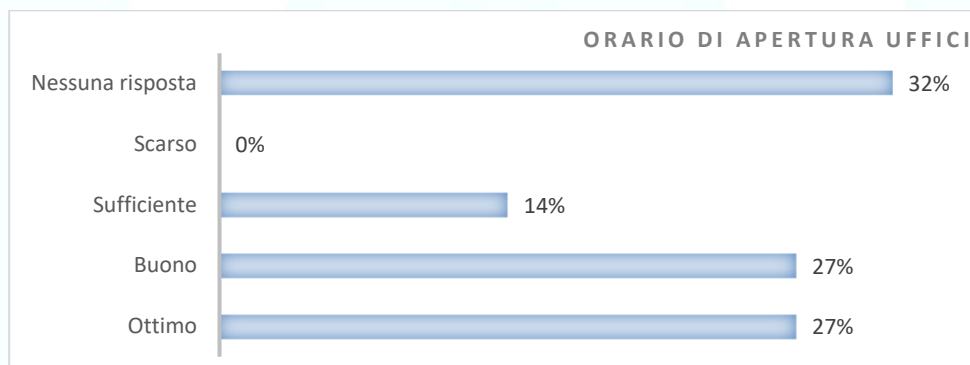 ORARIO DI APERTURA UFFICI
Nessuna risposta 32%
Scarso 0%
Sufficiente 14%
Buono 27%
Ottimo 27%